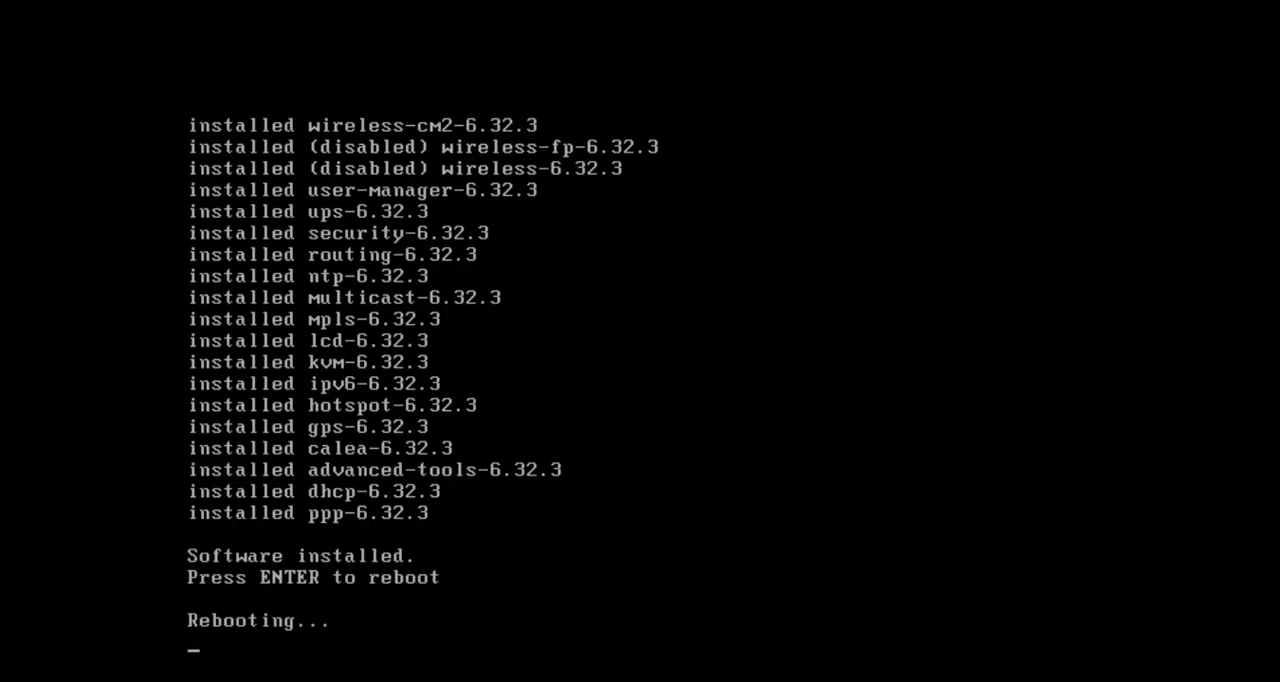 installed wireless-cm2-6.32.3
installed (disabled) wireless-fp-6.32.3
installed (disabled) wireless-6.32.3
installed user-manager-6.32.3
installed ups-6.32.3
installed security-6.32.3
installed routing-6.32.3
installed ntp-6.32.3
installed multicast-6.32.3
installed mpls-6.32.3
installed lcd-6.32.3
installed kvm-6.32.3
installed ipv6-6.32.3
installed hotspot-6.32.3
installed gps-6.32.3
installed calea-6.32.3
installed advanced-tools-6.32.3
installed dhcp-6.32.3
installed ppp-6.32.3
Software installed.
Press ENTER to reboot
Rebooting...
_